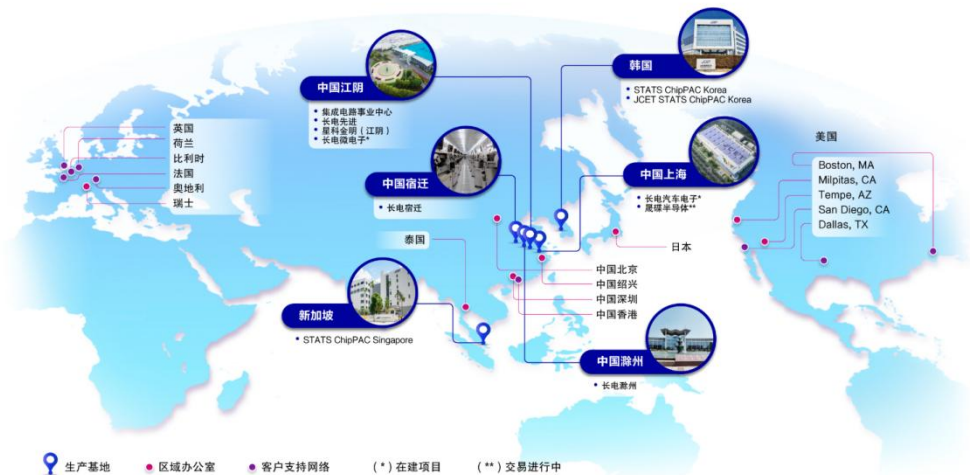 中国江阴
集成电路事业中心
长电先进
星科金朋（江阴）
长电微电子*
韩国
STATS ChipPAC Korea
JCET STATS ChipPAC Korea
英国
荷兰
比利时
法国
奥地利
瑞士
中国宿迁
长电宿迁
中国上海
长电汽车电子*
晟碟半导体**
美国
Boston, MA
Milpitas, CA
Tempe, AZ
San Diego, CA
Dallas, TX
泰国
日本
中国北京
中国绍兴
中国深圳
中国香港
新加坡
STATS ChipPAC Singapore
中国滁州
长电滁州
生产基地
区域办公室
客户支持网络
(*) 在建项目
(**) 交易进行中